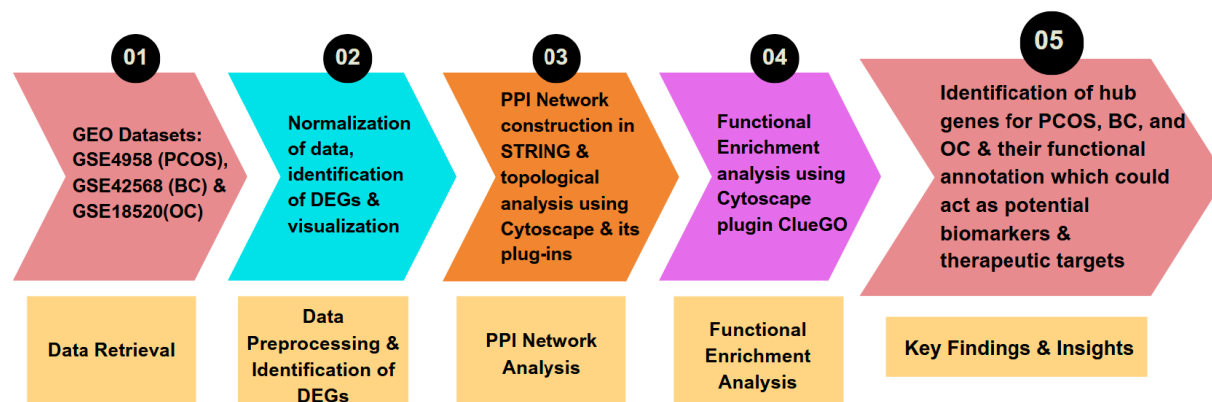 01
GEO Datasets:
GSE4958 (PCOS),
GSE42568 (BC) &
GSE18520(OC)
Data Retrieval
02
Normalization
of data,
identification
of DEGs &
visualization
Data
Preprocessing &
Identification of
DEGs
03
PPI Network
construction in
STRING &
topological
analysis using
Cytoscape & its
plug-ins
PPI Network
Analysis
04
Functional
Enrichment
analysis using
Cytoscape
plugin ClueGO
Functional
Enrichment
Analysis
05
Identification of hub
genes for PCOS, BC, and
OC & their functional
annotation which could
act as potential
biomarkers &
therapeutic targets
Key Findings & Insights